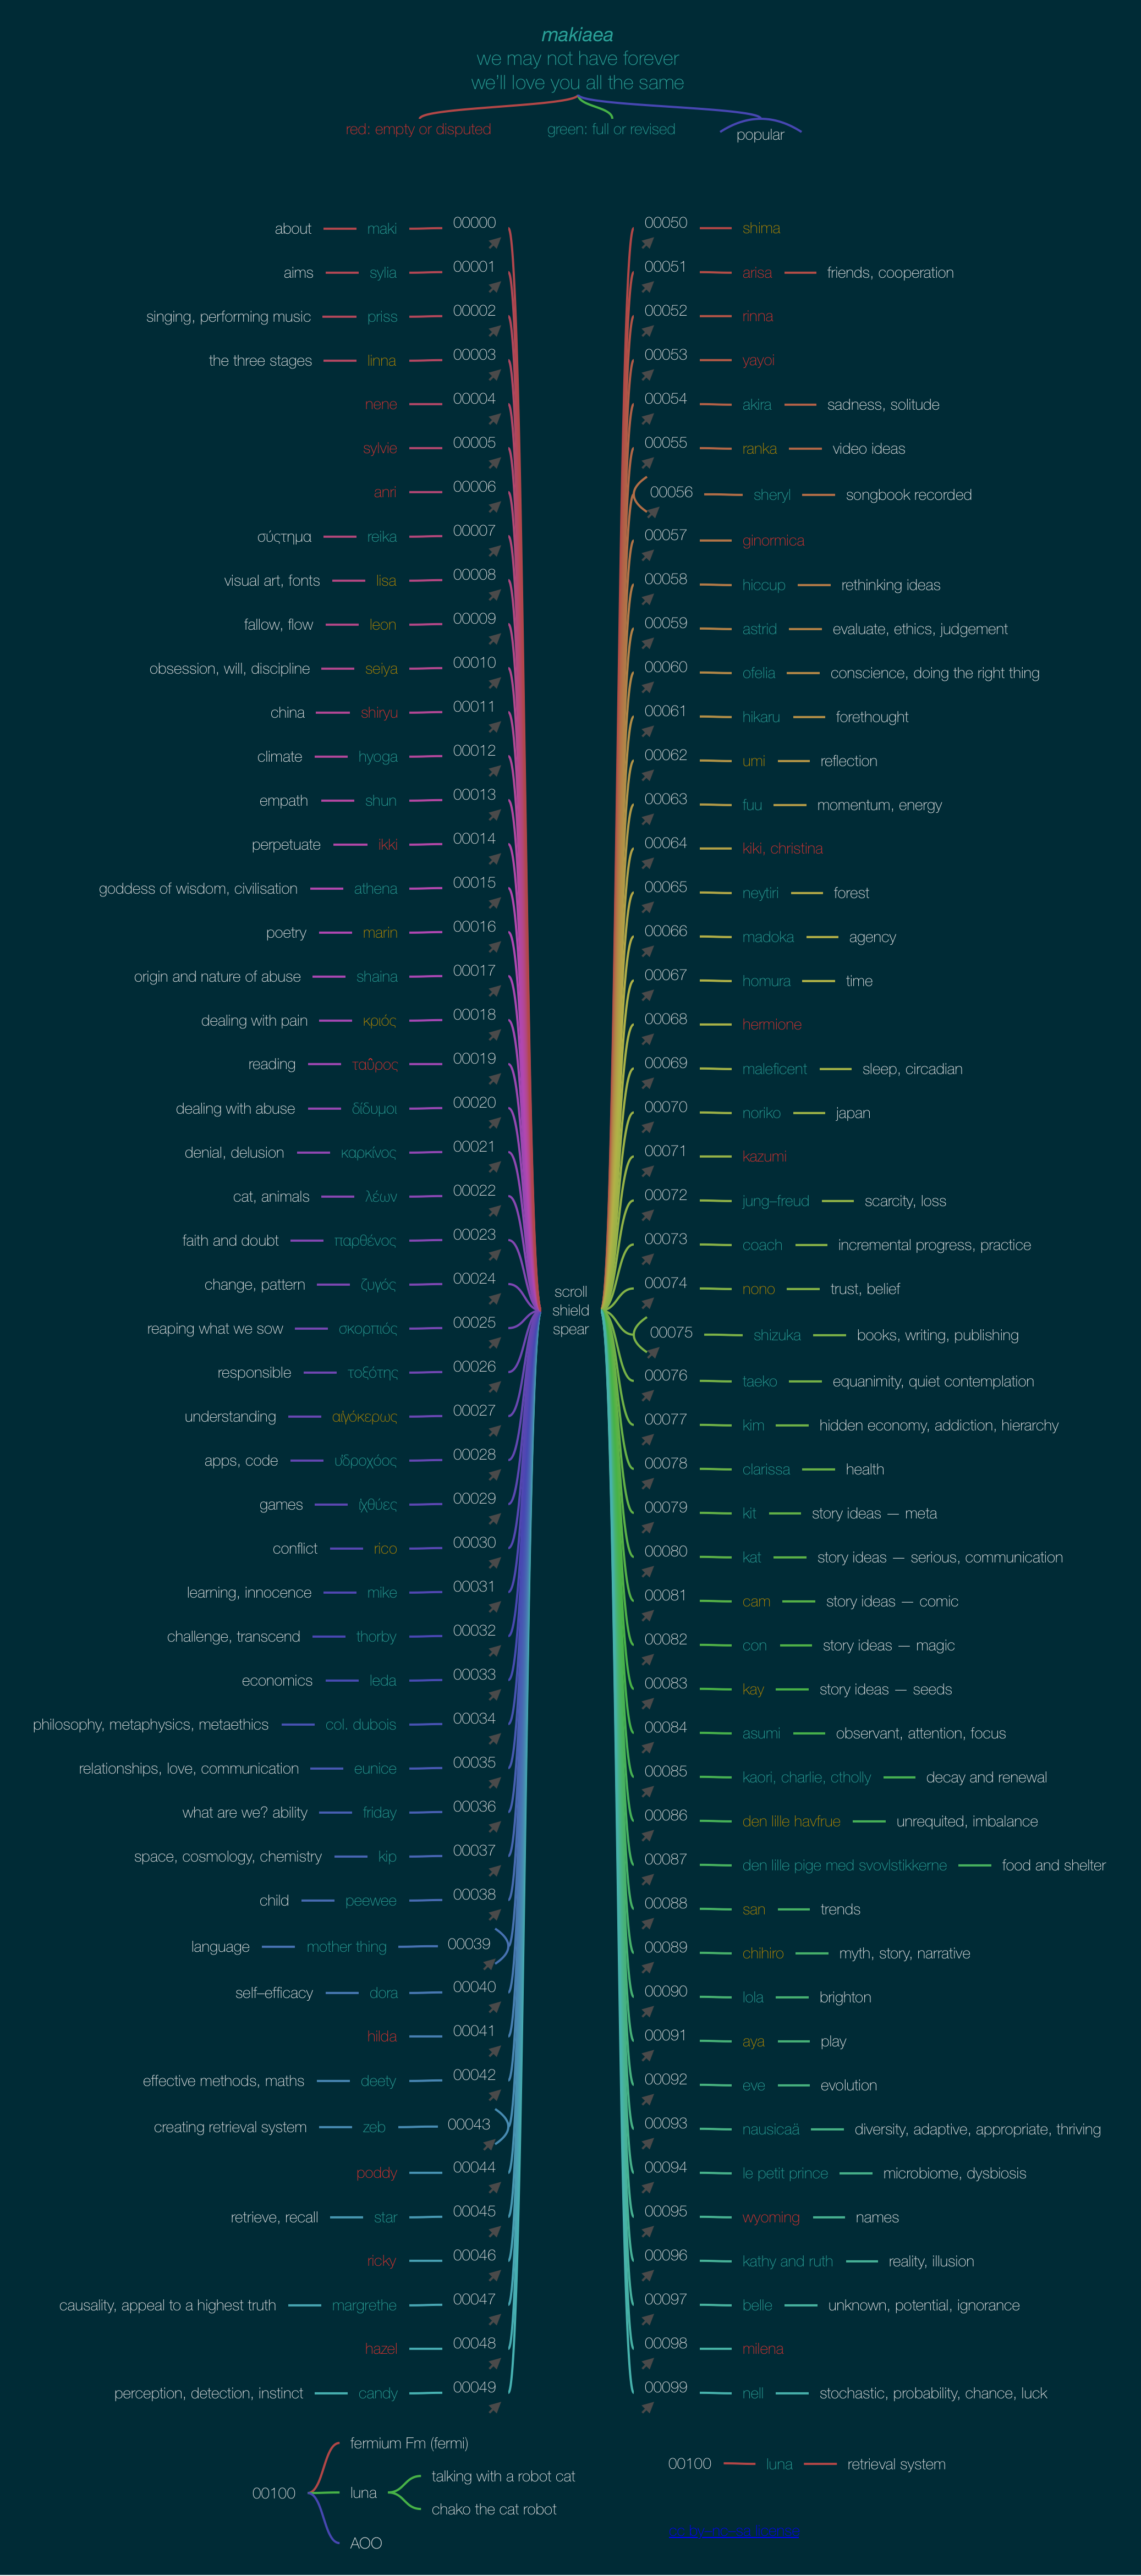 makiaea
we may not have forever
we'll love you all the same
red: empty or disputed
green: full or revised
popular
about maki 00000
aims sylia 00001
singing, performing music priss 00002
the three stages linna 00003
nene 00004
sylvie 00005
anri 00006
σύςτημα reika 00007
visual art, fonts lisa 00008
fallow, flow leon 00009
obsession, will, discipline seiya 00010
china shiryu 00011
climate hyoga 00012
empath shun 00013
perpetuate ikki 00014
goddess of wisdom, civilisation athena 00015
poetry marin 00016
origin and nature of abuse shaina 00017
dealing with pain κριός 00018
reading ταῦρος 00019
dealing with abuse δίδυμοι 00020
denial, delusion καρκίνος 00021
cat, animals λέων 00022
faith and doubt παρθένος 00023
change, pattern ζυγός 00024
reaping what we sow σκορπιός 00025
responsible τοξότης 00026
understanding αἰγόκερως 00027
apps, code ὑδροχόος 00028
games ἰχθύες 00029
conflict rico 00030
learning, innocence mike 00031
challenge, transcend thorby 00032
economics leda 00033
philosophy, metaphysics, metaethics col. dubois 00034
relationships, love, communication eunice 00035
what are we? ability friday 00036
space, cosmology, chemistry kip 00037
child peewee 00038
language mother thing 00039
self–efficacy dora 00040
hilda 00041
effective methods, maths deety 00042
creating retrieval system zeb 00043
poddy 00044
retrieve, recall star 00045
ricky 00046
causality, appeal to a highest truth margrethe 00047
hazel 00048
perception, detection, instinct candy 00049
scroll
shield
spear
00050 shima
00051 arisa friends, cooperation
00052 rinna
00053 yayoi
00054 akira sadness, solitude
00055 ranka video ideas
00056 sheryl songbook recorded
00057 ginormica
00058 hiccup rethinking ideas
00059 astrid evaluate, ethics, judgement
00060 ofelia conscience, doing the right thing
00061 hikaru forethought
00062 umi reflection
00063 fuu momentum, energy
00064 kiki, christina
00065 neytiri forest
00066 madoka agency
00067 homura time
00068 hermione
00069 maleficent sleep, circadian
00070 noriko japan
00071 kazumi
00072 jung–freud scarcity, loss
00073 coach incremental progress, practice
00074 nono trust, belief
00075 shizuka books, writing, publishing
00076 taeko equanimity, quiet contemplation
00077 kim hidden economy, addiction, hierarchy
00078 clarissa health
00079 kit story ideas — meta
00080 kat story ideas — serious, communication
00081 cam story ideas — comic
00082 con story ideas — magic
00083 kay story ideas — seeds
00084 asumi observant, attention, focus
00085 kaori, charlie, ctholly decay and renewal
00086 den lille havfrue unrequited, imbalance
00087 den lille pige med svovlstikkerne food and shelter
00088 san trends
00089 chihiro myth, story, narrative
00090 lola brighton
00091 aya play
00092 eve evolution
00093 nausicaä diversity, adaptive, appropriate, thriving
00094 le petit prince microbiome, dysbiosis
00095 wyoming names
00096 kathy and ruth reality, illusion
00097 belle unknown, potential, ignorance
00098 milena
00099 nell stochastic, probability, chance, luck
00100
fermium Fm (fermi)
luna
talking with a robot cat
chako the cat robot
AOO
00100 luna retrieval system